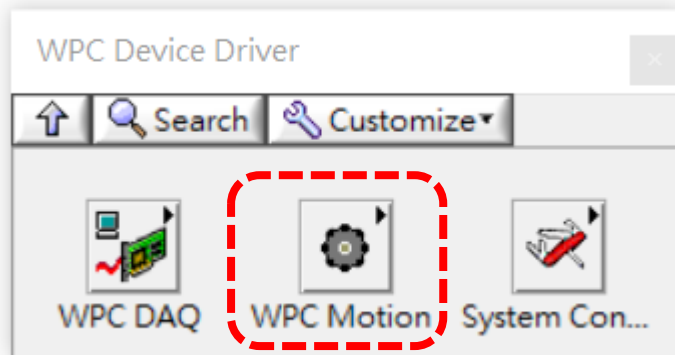 WPC Device Driver
Search Customize
WPC DAQ WPC Motion System Con...